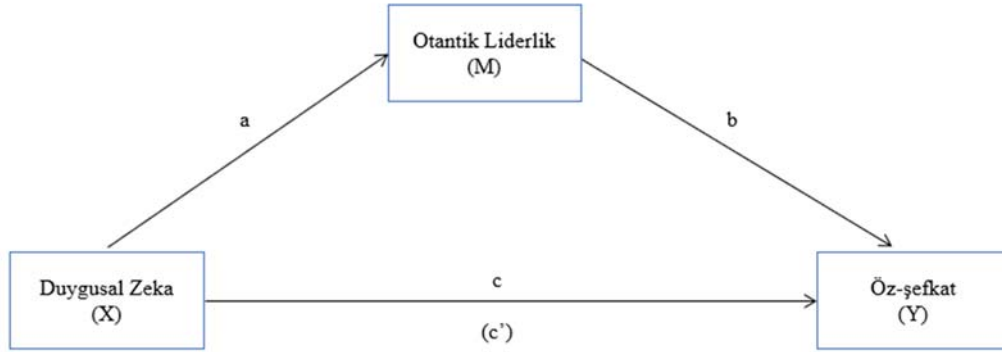 Otantik Liderlik
(M)
a
b
Duygusal Zeka
(X)
c
(c’)
Öz-şefkat
(Y)